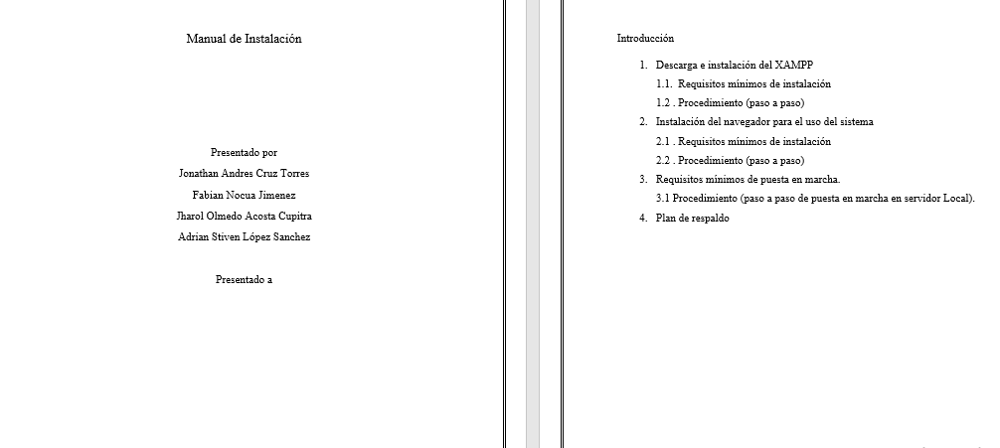 Manual de Instalación
Presentado por
Jonathan Andres Cruz Torres
Fabian Nocua Jimenez
Jharol Olmedo Acosta Cupitra
Adrian Stiven López Sanchez
Presentado a
Introducción
1. Descarga e instalación del XAMPP
1.1. Requisitos mínimos de instalación
1.2 . Procedimiento (paso a paso)
2. Instalación del navegador para el uso del sistema
2.1 . Requisitos mínimos de instalación
2.2 . Procedimiento (paso a paso)
3. Requisitos mínimos de puesta en marcha.
3.1 Procedimiento (paso a paso de puesta en marcha en servidor Local).
4. Plan de respaldo